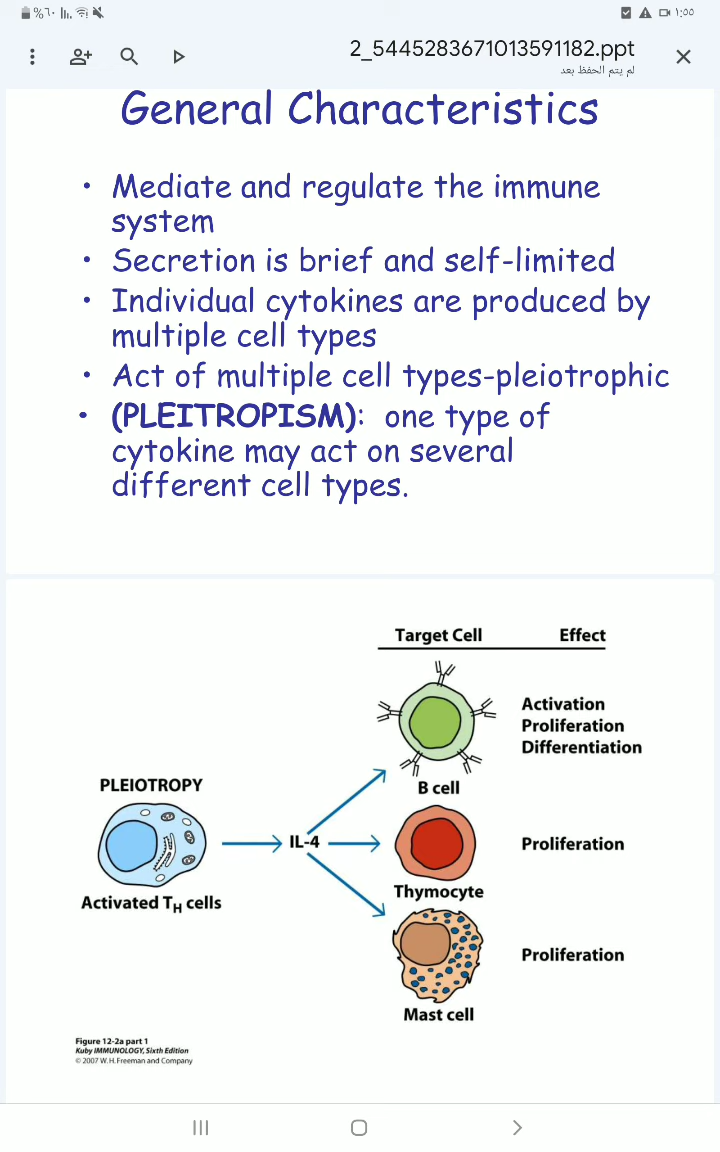 %٦٠
١:٥٥
2_5445283671013591182.ppt
لم يتم الحفظ بعد
General Characteristics
• Mediate and regulate the immune
system
• Secretion is brief and self-limited
• Individual cytokines are produced by
multiple cell types
• Act of multiple cell types-pleiotrophic
• (PLEITROPISM): one type of
cytokine may act on several
different cell types.
Target Cell Effect
Activation
Proliferation
Differentiation
B cell
PLEIOTROPY
IL-4
Proliferation
Thymocyte
Activated TH cells
Proliferation
Mast cell
Figure 12-2a part 1
Kuby IMMUNOLOGY, Sixth Edition
© 2007 W. H. Freeman and Company